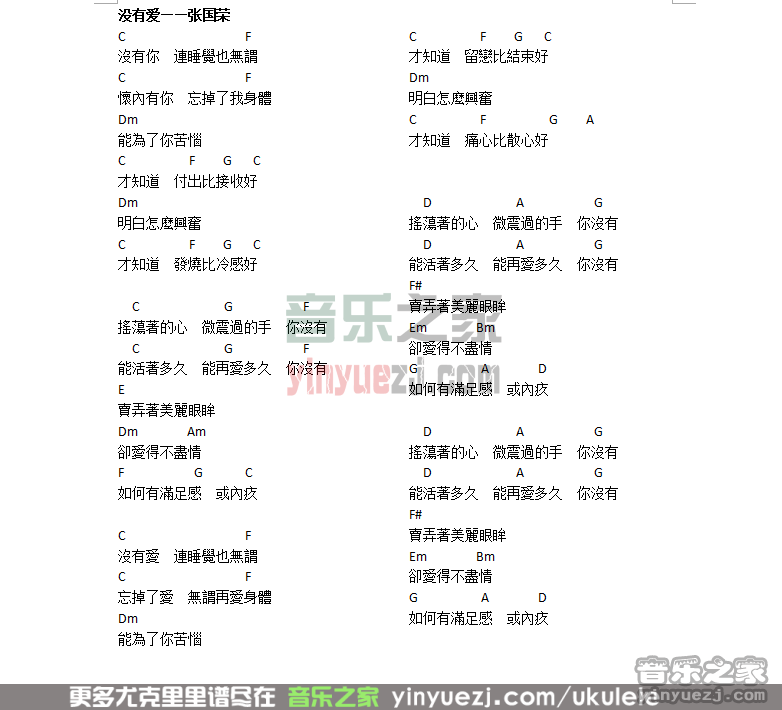 没有爱——张国荣
C F
沒有你 連睡覺也無謂
C F
懷內有你 忘掉了我身體
Dm
能為了你苦惱
C F G C
才知道 付出比接收好
Dm
明白怎麼興奮
C F G C
才知道 發燒比冷感好
C G F
搖蕩著的心 微震過的手 你沒有
C G F
能活著多久 能再愛多久 你沒有
E
賣弄著美麗眼眸
Dm Am
卻愛得不盡情
F G C
如何有滿足感 或內疚
C F
沒有愛 連睡覺也無謂
C F
忘掉了愛 無謂再愛身體
Dm
能為了你苦惱
C F G C
才知道 留戀比結束好
Dm
明白怎麼興奮
C F G A
才知道 痛心比散心好
D A G
搖蕩著的心 微震過的手 你沒有
D A G
能活著多久 能再愛多久 你沒有
F#
賣弄著美麗眼眸
Em Bm
卻愛得不盡情
G A D
如何有滿足感 或內疚
D A G
搖蕩著的心 微震過的手 你沒有
D A G
能活著多久 能再愛多久 你沒有
F#
賣弄著美麗眼眸
Em Bm
卻愛得不盡情
G A D
如何有滿足感 或內疚
音乐之家
yinyuezj.com
音乐之家
yinyuezj.com
更多尤克里里谱尽在 音乐之家 yinyuezj.com/ukulele